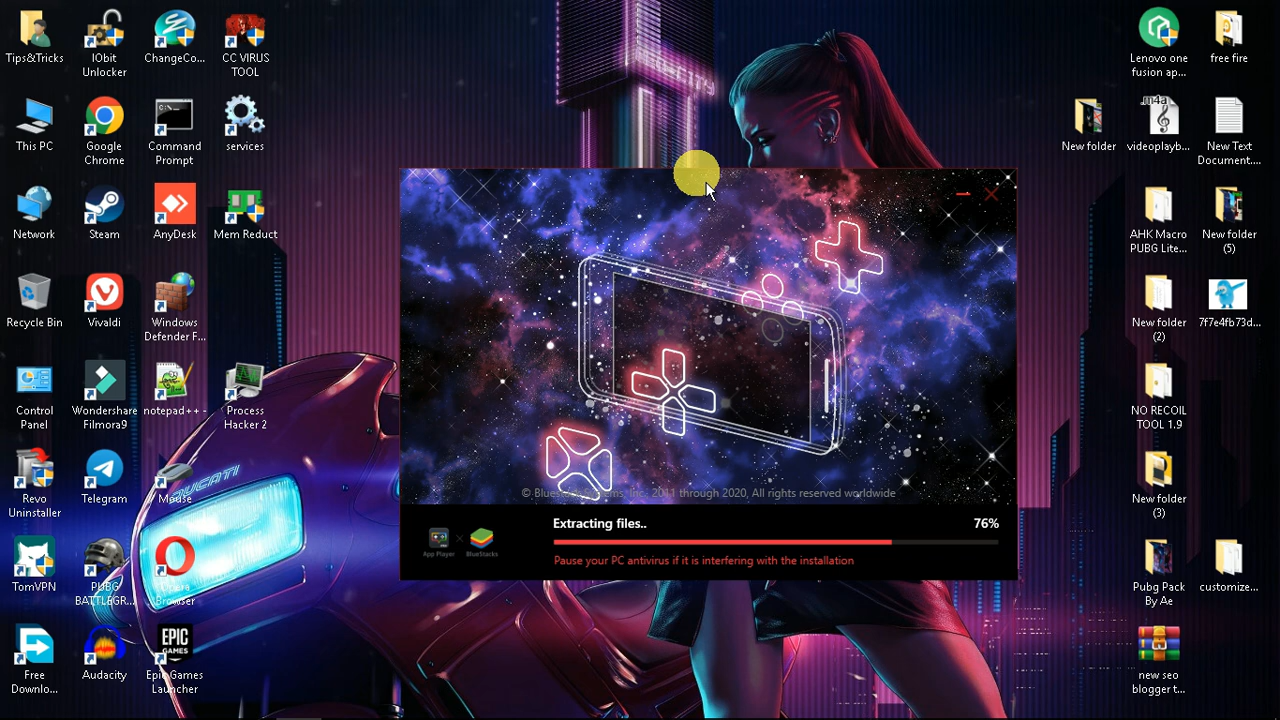 Tips&Tricks
IObit
Unlocker
ChangeCo...
CC VIRUS
TOOL
This PC
Google
Chrome
Command
Prompt
services
Network
Steam
AnyDesk
Mem Reduct
Recycle Bin
Vivaldi
Windows
Defender F...
Control
Panel
Wondershare
Filmora9
notepad++ -
Process
Hacker 2
Revo
Uninstaller
Telegram
Mouse
DUCATI
TomVPN
PUBG
BATTLEGR...
Opera
Browser
Free
Downlo...
Audacity
EPIC
GAMES
Epic Games
Launcher
© Bluestack Systems, Inc. 2011 through 2020, All rights reserved worldwide
Extracting files..
76%
Pause your PC antivirus if it is interfering with the installation
App Player
BlueStacks
Lenovo one
fusion ap...
free fire
New folder
.m4a
videoplayb...
New Text
Document....
AHK Macro
PUBG Lite...
New folder
(5)
New folder
(2)
7f7e4fb73d...
NO RECOIL
TOOL 1.9
New folder
(3)
Pubg Pack
By Ae
customize...
new seo
blogger t...